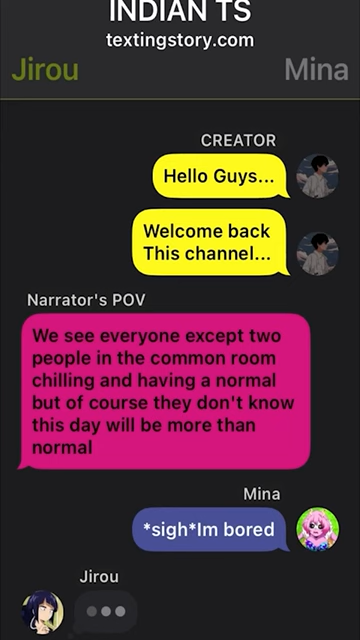 INDIAN TS
textingstory.com
Jirou Mina
CREATOR
Hello Guys...
Welcome back
This channel...
Narrator's POV
We see everyone except two
people in the common room
chilling and having a normal
but of course they don't know
this day will be more than
normal
Mina
*sigh*Im bored
Jirou